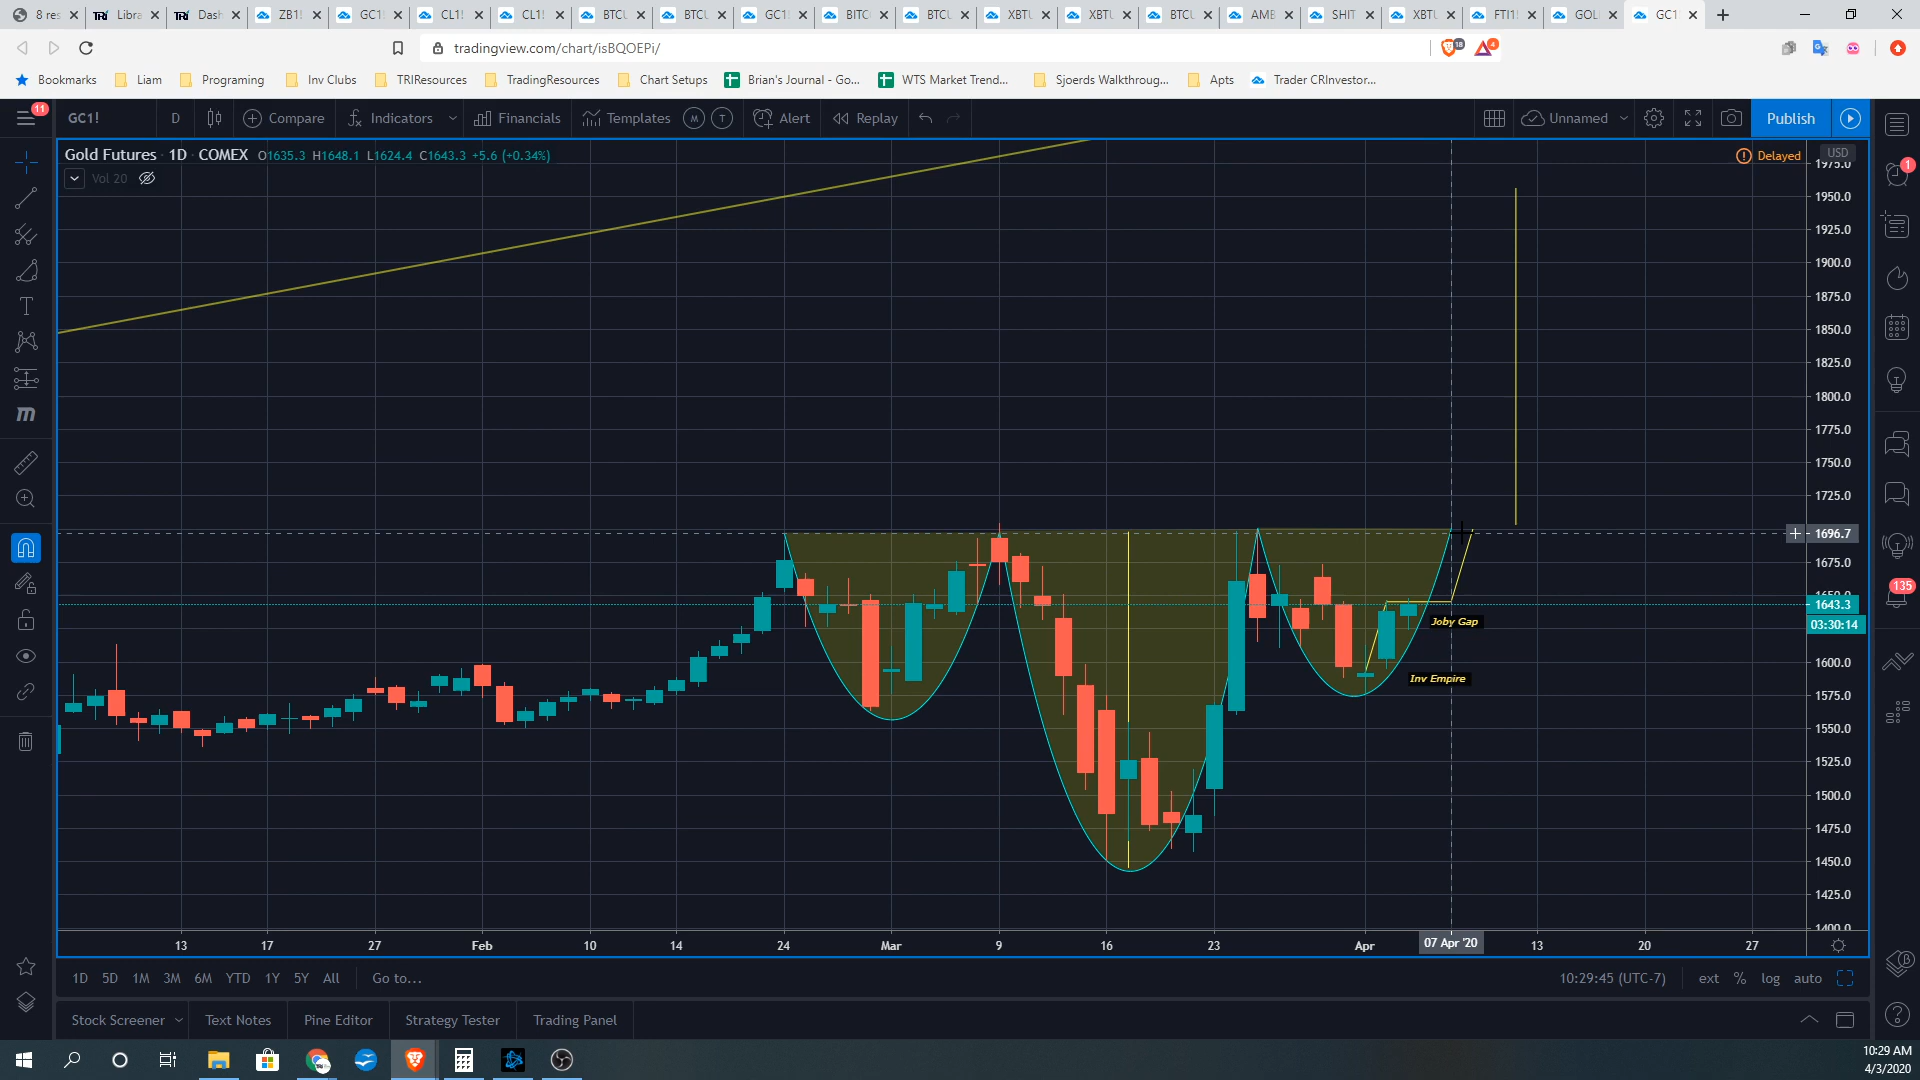 8 res
Libra
Dash
ZB1!
GC1!
CL1!
CL1!
BTCU
BTCU
GC1!
BITC
BTCU
XBTU
XBTU
BTCU
AMB
SHIT
XBTU
FTI1!
GOLD
GC1!
tradingview.com/chart/isBQOEPi/
18
4
Bookmarks
Liam
Programing
Inv Clubs
TRIResources
TradingResources
Chart Setups
Brian's Journal - Go...
WTS Market Trend...
Sjoerds Walkthroug...
Apts
Trader CRInvestor...
11
GC1!
D
Compare
Indicators
Financials
Templates
M
T
Alert
Replay
Unnamed
Publish
Gold Futures 1D COMEX O1635.3 H1648.1 L1624.4 C1643.3 +5.6 (+0.34%)
Vol 20
Delayed
USD
1975.0
1950.0
1925.0
1900.0
1875.0
1850.0
1825.0
1800.0
1775.0
1750.0
1725.0
1696.7
1675.0
1650.0
1643.3
03:30:14
1600.0
1575.0
1550.0
1525.0
1500.0
1475.0
1450.0
1425.0
1400.0
Joby Gap
Inv Empire
1
135
13
17
27
Feb
10
14
24
Mar
9
16
23
Apr
07 Apr '20
13
20
27
1D
5D
1M
3M
6M
YTD
1Y
5Y
All
Go to...
10:29:45 (UTC-7)
ext
%
log
auto
Stock Screener
Text Notes
Pine Editor
Strategy Tester
Trading Panel
10:29 AM
4/3/2020